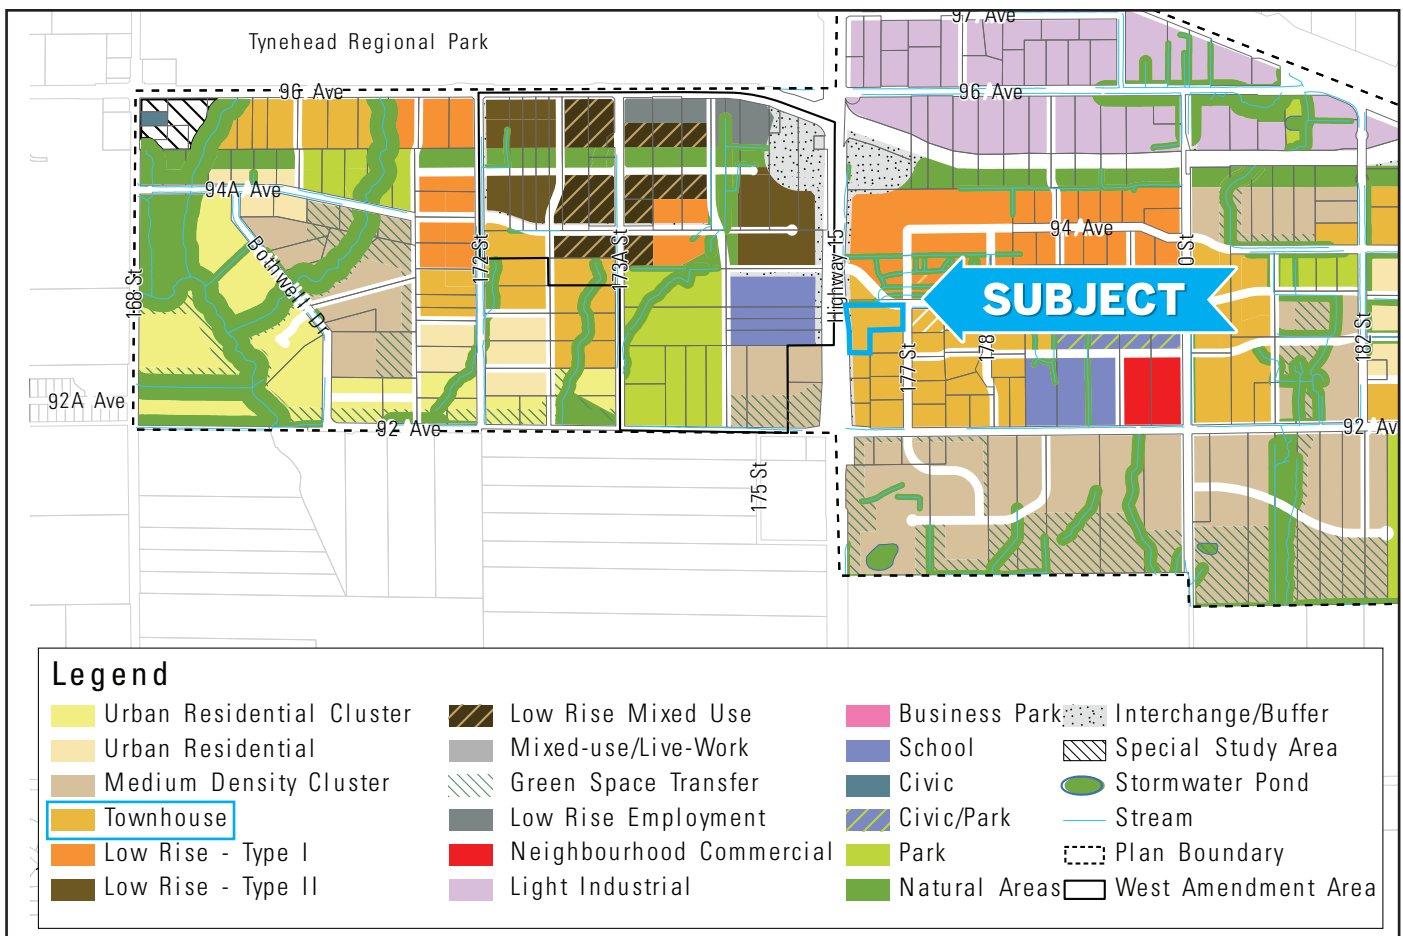 97 Ave
Tynehead Regional Park
96 Ave
96 Ave
94A Ave
94 Ave
Bothwell Dr
168 St
172 St
173A St
Highway 15
0 St
SUBJECT
177 St
178
182 St
92A Ave
92 Ave
92 Av
175 St
Legend
Urban Residential Cluster
Urban Residential
Medium Density Cluster
Townhouse
Low Rise - Type I
Low Rise - Type II
Low Rise Mixed Use
Mixed-use/Live-Work
Green Space Transfer
Low Rise Employment
Neighbourhood Commercial
Light Industrial
Business Park
School
Civic
Civic/Park
Park
Natural Areas
Interchange/Buffer
Special Study Area
Stormwater Pond
Stream
Plan Boundary
West Amendment Area